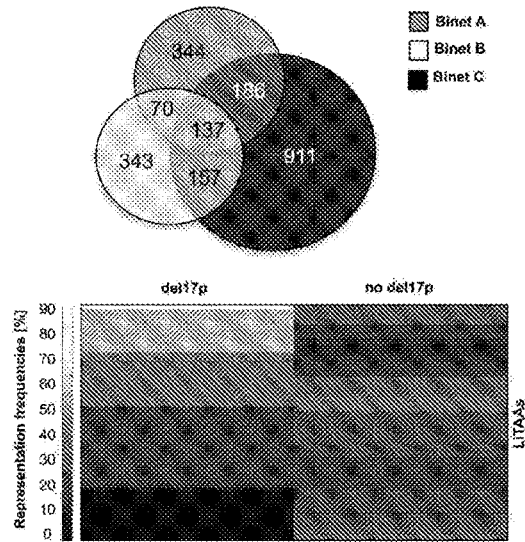 Binet A
Binet B
Binet C
344
186
70
137
343
157
911
del17p
no del17p
Representation frequencies [%]
90
80
70
60
50
40
30
20
10
0
LiTAAs